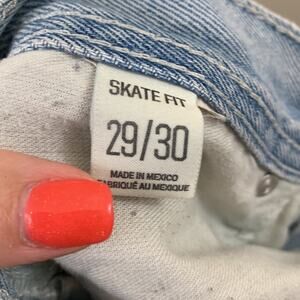 SKATE FIT
29/30
MADE IN MEXICO
FABRIQUÉ AU MEXIQUE